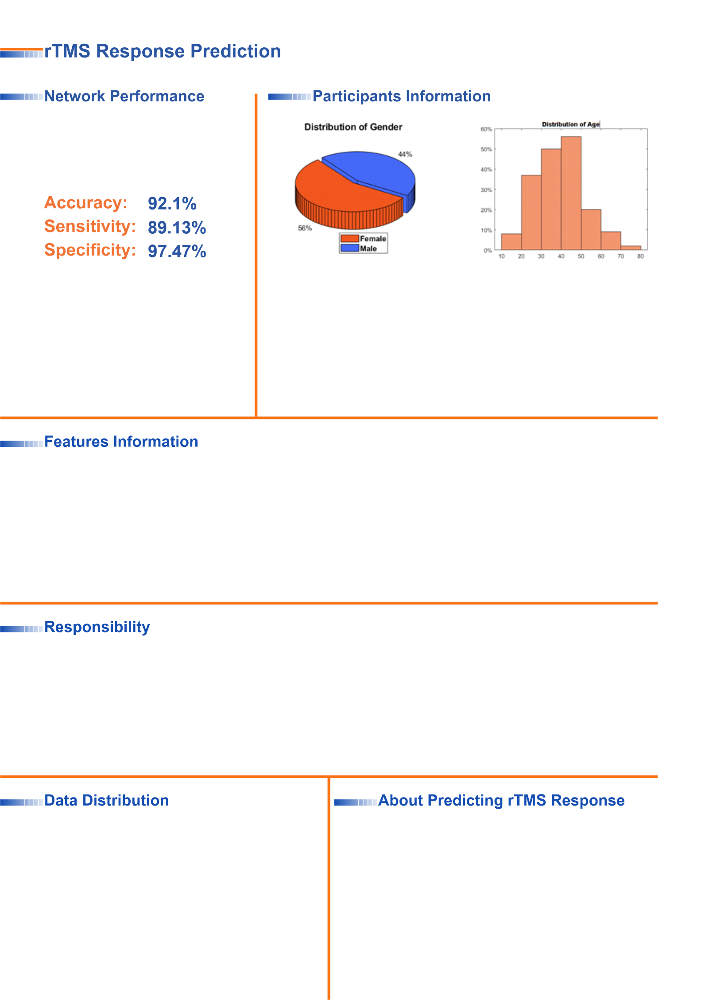 rTMS Response Prediction
Network Performance
Accuracy: 92.1%
Sensitivity: 89.13%
Specificity: 97.47%
Participants Information
Distribution of Gender
44%
56%
Female
Male
Distribution of Age
60%
50%
40%
30%
20%
10%
0%
10 20 30 40 50 60 70 80
Features Information
Responsibility
Data Distribution
About Predicting rTMS Response